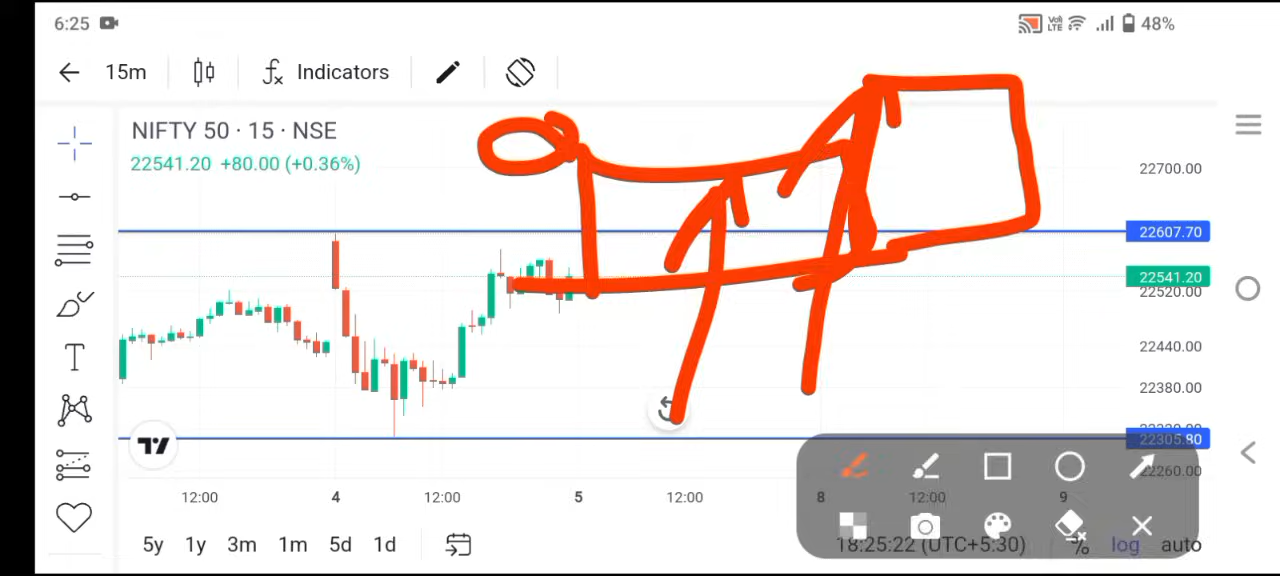 6:25 Vo) LTE 48%
15m Indicators
NIFTY 50 · 15 · NSE
22541.20 +80.00 (+0.36%)
22700.00
22607.70
22541.20
22520.00
22440.00
22380.00
22305.80
22260.00
12:00 4 12:00 5 12:00 8 12:00 9
5y 1y 3m 1m 5d 1d 18:25:22 (UTC+5:30) % log auto